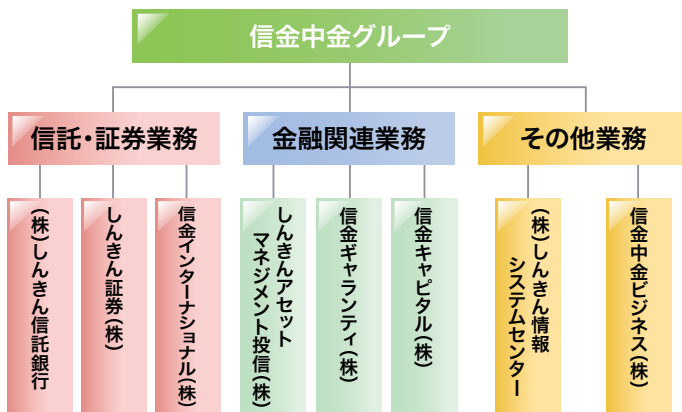 信金中金グループ
信託・証券業務
金融関連業務
その他業務
(株)しんきん信託銀行
しんきん証券(株)
信金インターナショナル(株)
しんきんアセット
マネジメント投信(株)
信金ギャランティ(株)
信金キャピタル(株)
(株)しんきん情報
システムセンター
信金中金ビジネス(株)